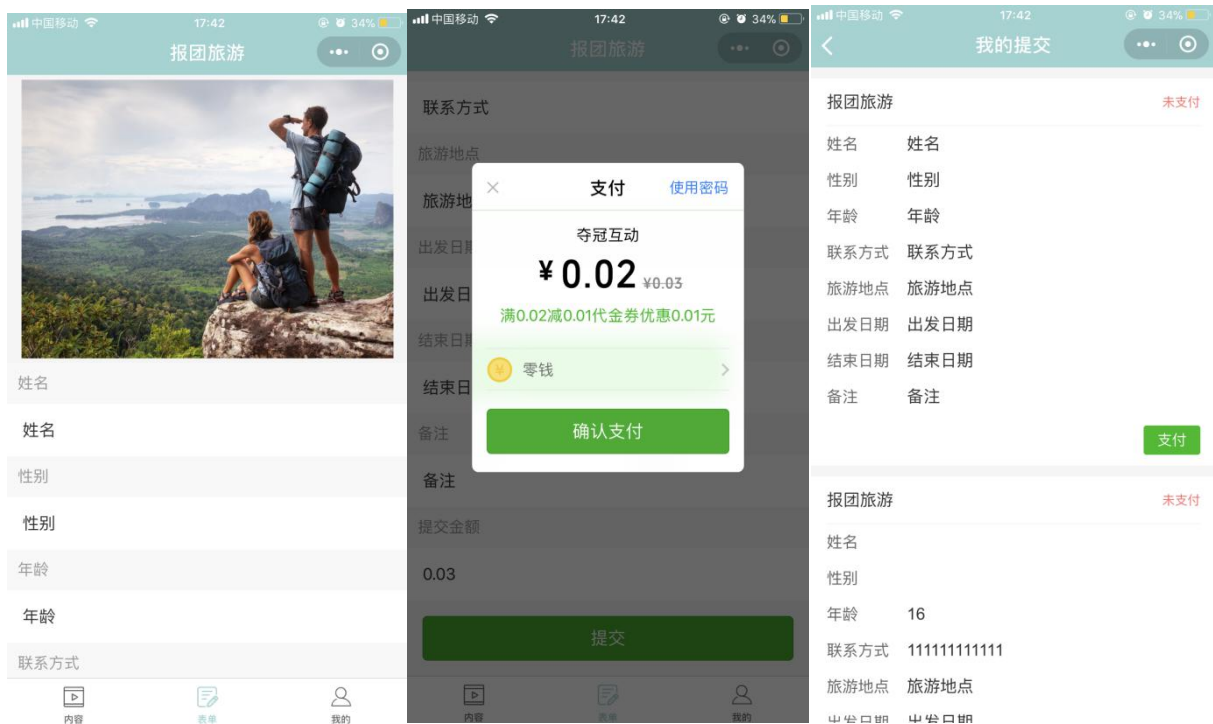 中国移动
17:42
34%
报团旅游
姓名
姓名
性别
性别
年龄
年龄
联系方式
内容
表单
我的
中国移动
17:42
34%
报团旅游
联系方式
旅游地点
旅游地
出发日期
出发日
结束日期
结束日
备注
备注
提交金额
0.03
提交
内容
表单
我的
支付
使用密码
夺冠互动
¥0.02 ¥0.03
满0.02减0.01代金券优惠0.01元
零钱
确认支付
中国移动
17:42
34%
我的提交
报团旅游 未支付
姓名 姓名
性别 性别
年龄 年龄
联系方式 联系方式
旅游地点 旅游地点
出发日期 出发日期
结束日期 结束日期
备注 备注
支付
报团旅游 未支付
姓名
性别
年龄 16
联系方式 111111111111
旅游地点 旅游地点
出发日期 出发日期